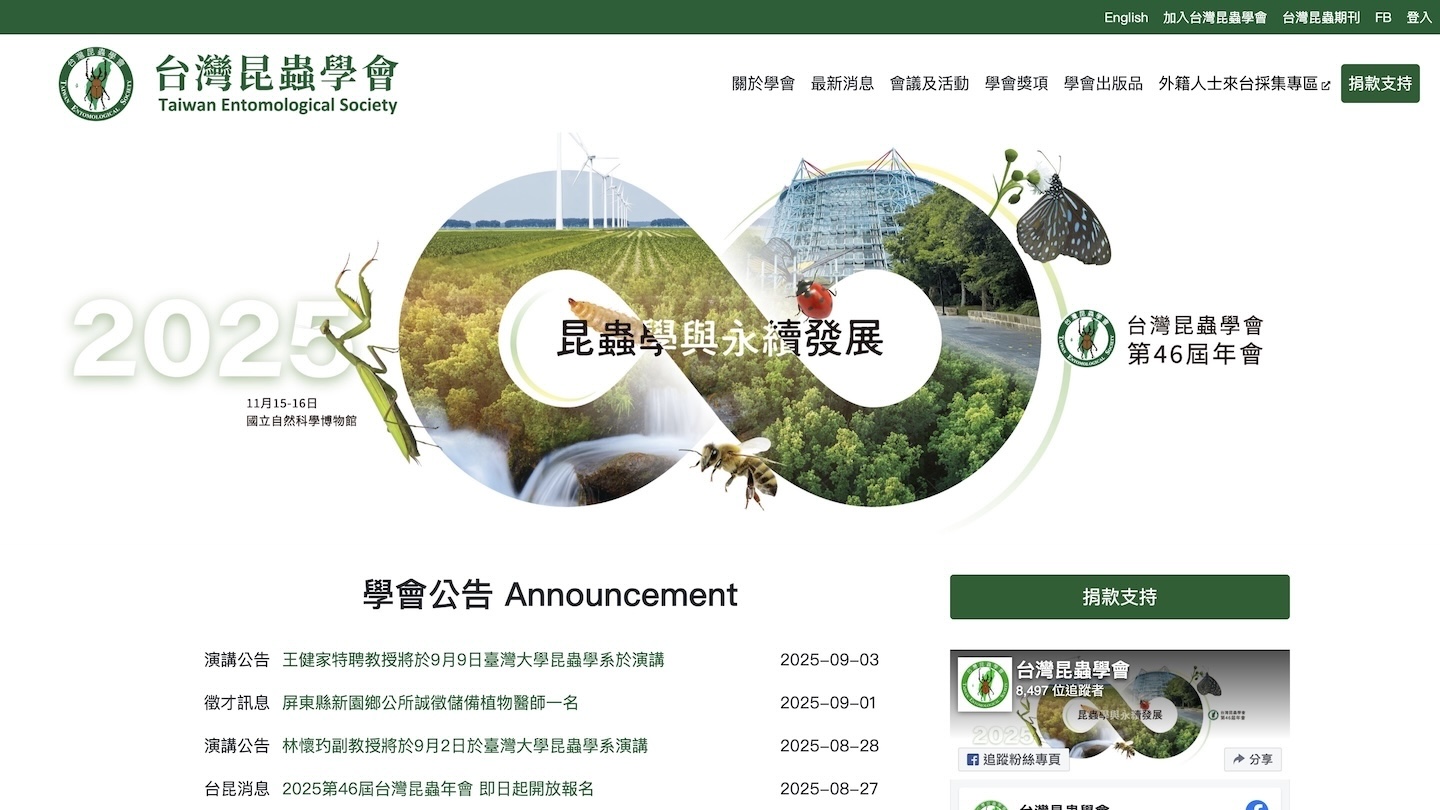 English 加入台灣昆蟲學會 台灣昆蟲期刊 FB 登入
台灣昆蟲學會
TAIWAN ENTOMOLOGICAL SOCIETY
台灣昆蟲學會
Taiwan Entomological Society
關於學會 最新消息 會議及活動 學會獎項 學會出版品 外籍人士來台採集專區 捐款支持
2025
11月15-16日
國立自然科學博物館
昆蟲學與永續發展
台灣昆蟲學會
第46屆年會
學會公告 Announcement
演講公告 王健家特聘教授將於9月9日臺灣大學昆蟲學系於演講 2025-09-03
徵才訊息 屏東縣新園鄉公所誠徵儲備植物醫師一名 2025-09-01
演講公告 林懷玓副教授將於9月2日於臺灣大學昆蟲學系演講 2025-08-28
台昆消息 2025第46屆台灣昆蟲年會 即日起開放報名 2025-08-27
捐款支持
台灣昆蟲學會
8,497 位追蹤者
昆蟲學與永續發展
2025
追蹤粉絲專頁
分享
台灣昆蟲學會